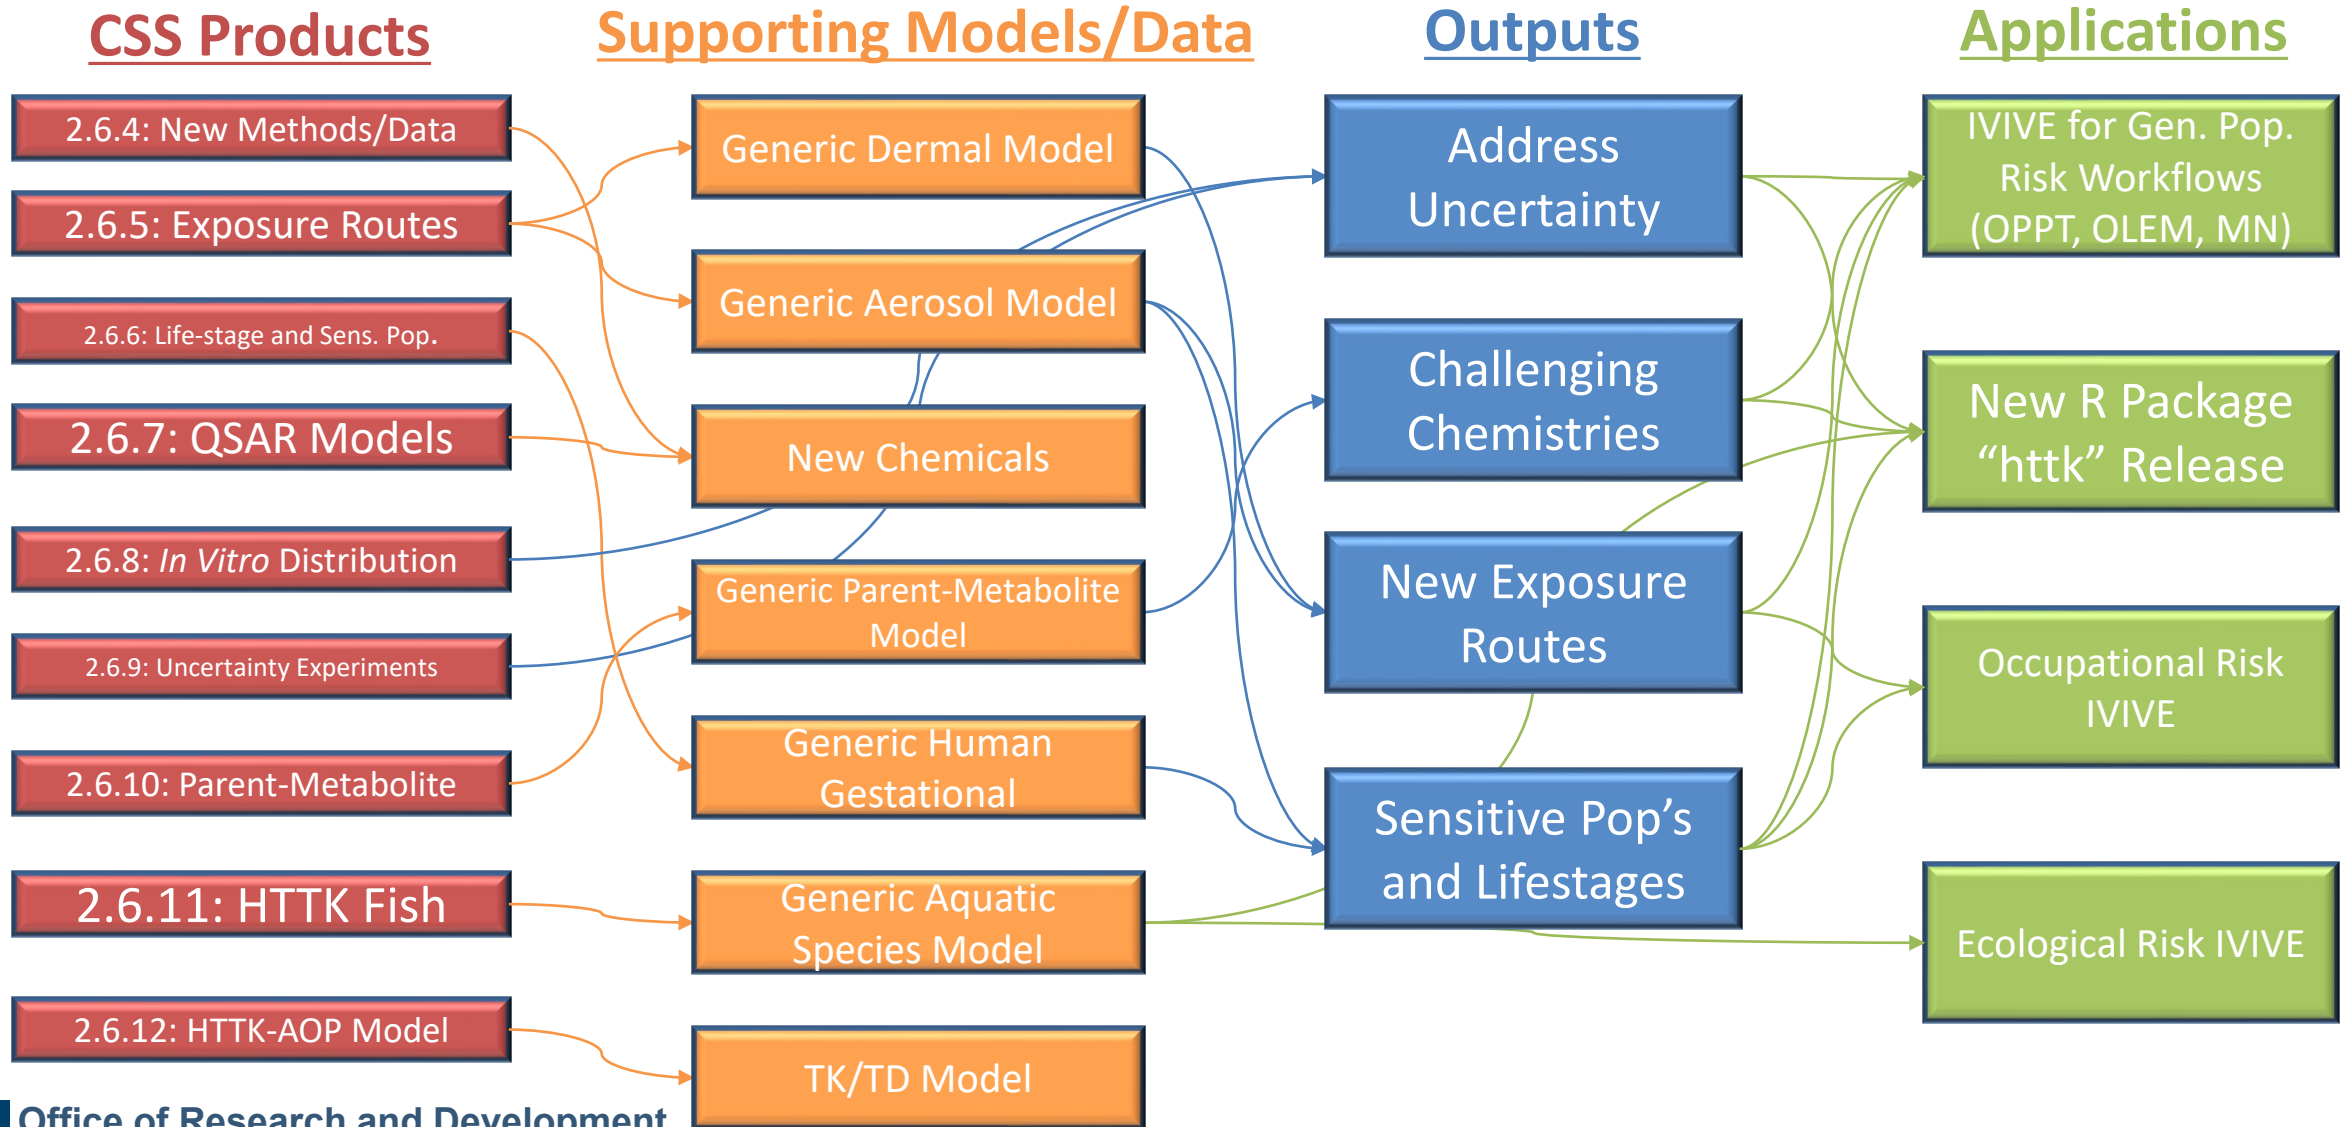 CSS Products
Supporting Models/Data
Outputs
Applications
2.6.4: New Methods/Data
2.6.5: Exposure Routes
2.6.6: Life-stage and Sens. Pop.
2.6.7: QSAR Models
2.6.8: In Vitro Distribution
2.6.9: Uncertainty Experiments
2.6.10: Parent-Metabolite
2.6.11: HTTK Fish
2.6.12: HTTK-AOP Model
Generic Dermal Model
Generic Aerosol Model
New Chemicals
Generic Parent-Metabolite
Model
Generic Human
Gestational
Generic Aquatic
Species Model
TK/TD Model
Address
Uncertainty
Challenging
Chemistries
New Exposure
Routes
Sensitive Pop’s
and Lifestages
IVIVE for Gen. Pop.
Risk Workflows
(OPPT, OLEM, MN)
New R Package
“httk” Release
Occupational Risk
IVIVE
Ecological Risk IVIVE
Office of Research and Development